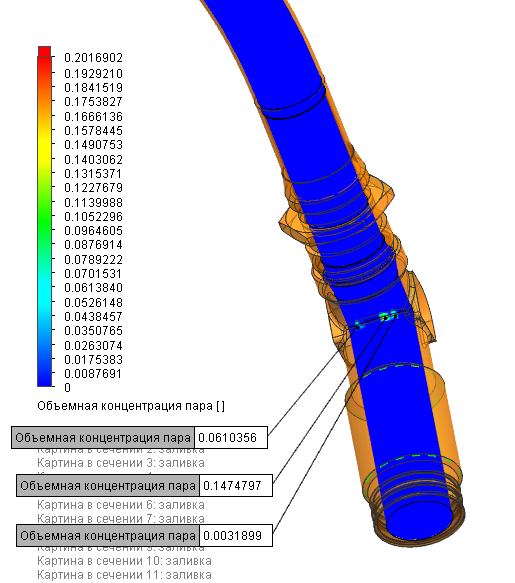 0.2016902
0.1929210
0.1841519
0.1753827
0.1666136
0.1578445
0.1490753
0.1403062
0.1315371
0.1227679
0.1139988
0.1052296
0.0964605
0.0876914
0.0789222
0.0701531
0.0613840
0.0526148
0.0438457
0.0350765
0.0263074
0.0175383
0.0087691
0
Объемная концентрация пара [ ]
Объемная концентрация пара 0.0610356
Картина в сечении 2: заливка
Картина в сечении 3: заливка
Объемная концентрация пара 0.1474797
Картина в сечении 6: заливка
Картина в сечении 7: заливка
Объемная концентрация пара 0.0031899
Картина в сечении 9: заливка
Картина в сечении 10: заливка
Картина в сечении 11: заливка